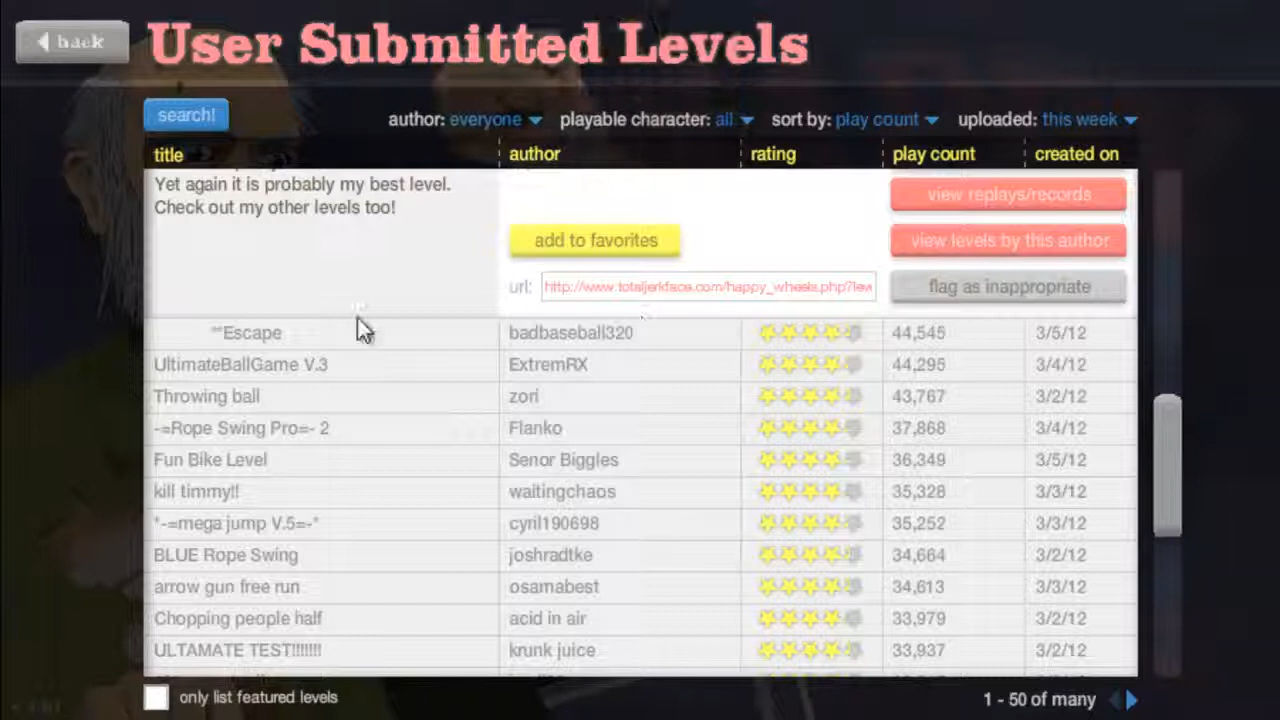 back
User Submitted Levels
search!
author: everyone playable character: all sort by: play count uploaded: this week
title author rating play count created on
Yet again it is probably my best level.
Check out my other levels too!
view replays/records
add to favorites view levels by this author
url: http://www.totaljerkface.com/happy_wheels.php?lev flag as inappropriate
**Escape badbaseball320 44,545 3/5/12
UltimateBallGame V.3 ExtremRX 44,295 3/4/12
Throwing ball zori 43,767 3/2/12
-=Rope Swing Pro=- 2 Flanko 37,868 3/4/12
Fun Bike Level Senor Biggles 36,349 3/5/12
kill timmy!! waitingchaos 35,328 3/3/12
*-=mega jump V.5=-* cyril190698 35,252 3/3/12
BLUE Rope Swing joshradtke 34,664 3/2/12
arrow gun free run osamabest 34,613 3/3/12
Chopping people half acid in air 33,979 3/2/12
ULTAMATE TEST!!!!!!! krunk juice 33,937 3/2/12
only list featured levels 1 - 50 of many